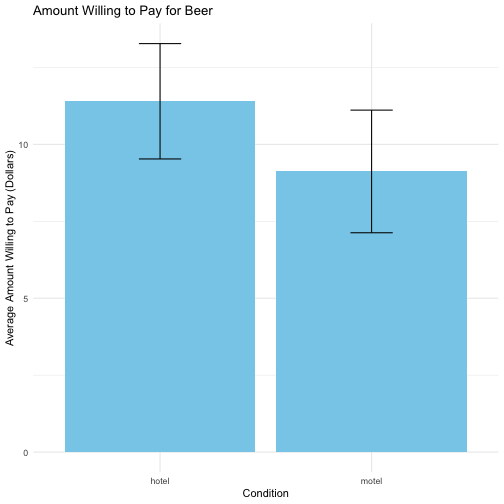 Amount Willing to Pay for Beer
Average Amount Willing to Pay (Dollars)
10
5
0
hotel
motel
Condition